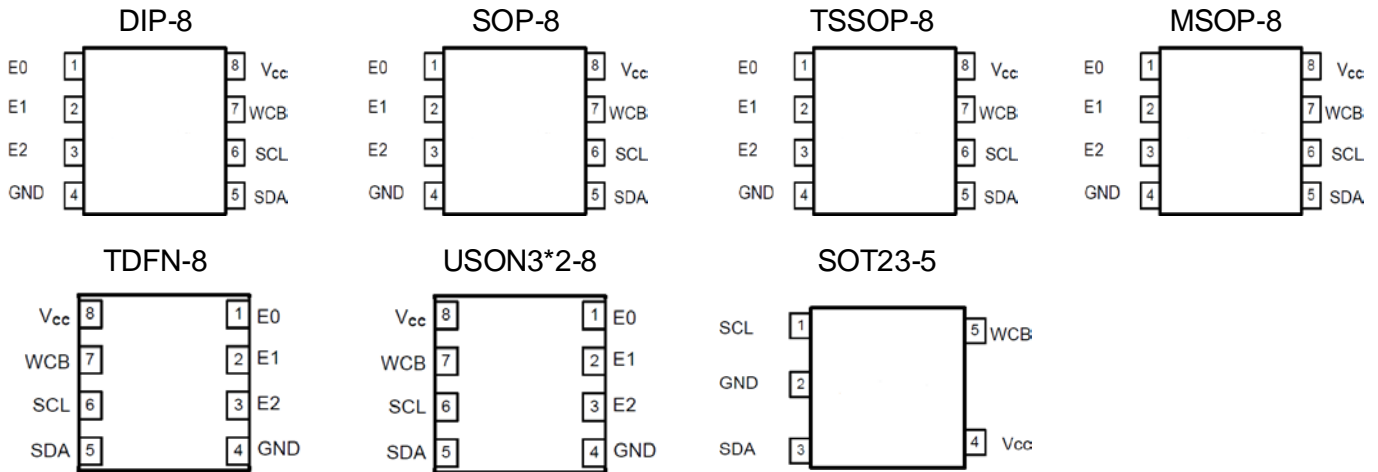 DIP-8 SOP-8 TSSOP-8 MSOP-8
E0 1 8 Vcc E0 1 8 Vcc E0 1 8 Vcc E0 1 8 Vcc
E1 2 7 WCB E1 2 7 WCB E1 2 7 WCB E1 2 7 WCB
E2 3 6 SCL E2 3 6 SCL E2 3 6 SCL E2 3 6 SCL
GND 4 5 SDA GND 4 5 SDA GND 4 5 SDA GND 4 5 SDA
TDFN-8 USON3*2-8 SOT23-5
Vcc 8 1 E0 Vcc 8 1 E0 SCL 1 5 WCB
WCB 7 2 E1 WCB 7 2 E1 GND 2
SCL 6 3 E2 SCL 6 3 E2
SDA 5 4 GND SDA 5 4 GND SDA 3 4 Vcc